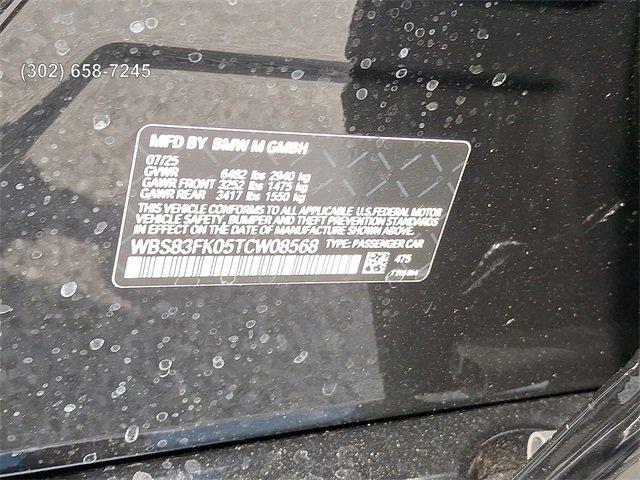 (302) 658-7245
MFD BY BMW M GMBH
07/25
GVWR 6482 lbs 2940 kg
GAWR FRONT 3252 lbs 1475 kg
GAWR REAR 3417 lbs 1550 kg
THIS VEHICLE CONFORMS TO ALL APPLICABLE U.S.FEDERAL MOTOR
VEHICLE SAFETY, BUMPER AND THEFT PREVENTION STANDARDS
IN EFFECT ON THE DATE OF MANUFACTURE SHOWN ABOVE.
WBS83FK05TCW08568 TYPE: PASSENGER CAR
475